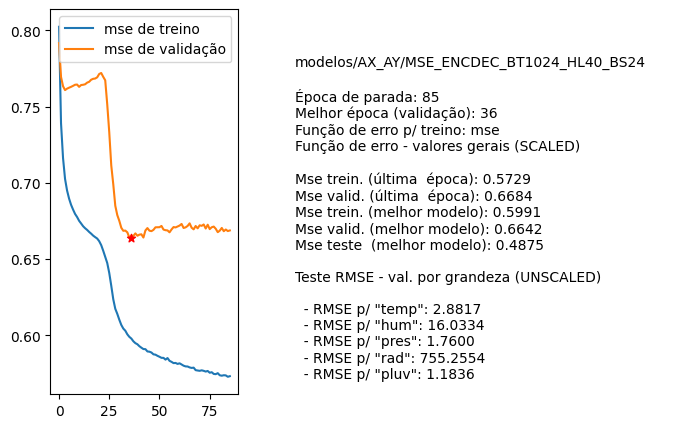 mse de treino
mse de validação
0.80
0.75
0.70
0.65
0.60
0
25
50
75
modelos/AX_AY/MSE_ENCDEC_BT1024_HL40_BS24
Época de parada: 85
Melhor época (validação): 36
Função de erro p/ treino: mse
Função de erro - valores gerais (SCALED)
Mse trein. (última  época): 0.5729
Mse valid. (última  época): 0.6684
Mse trein. (melhor modelo): 0.5991
Mse valid. (melhor modelo): 0.6642
Mse teste  (melhor modelo): 0.4875
Teste RMSE - val. por grandeza (UNSCALED)
- RMSE p/ "temp": 2.8817
- RMSE p/ "hum": 16.0334
- RMSE p/ "pres": 1.7600
- RMSE p/ "rad": 755.2554
- RMSE p/ "pluv": 1.1836